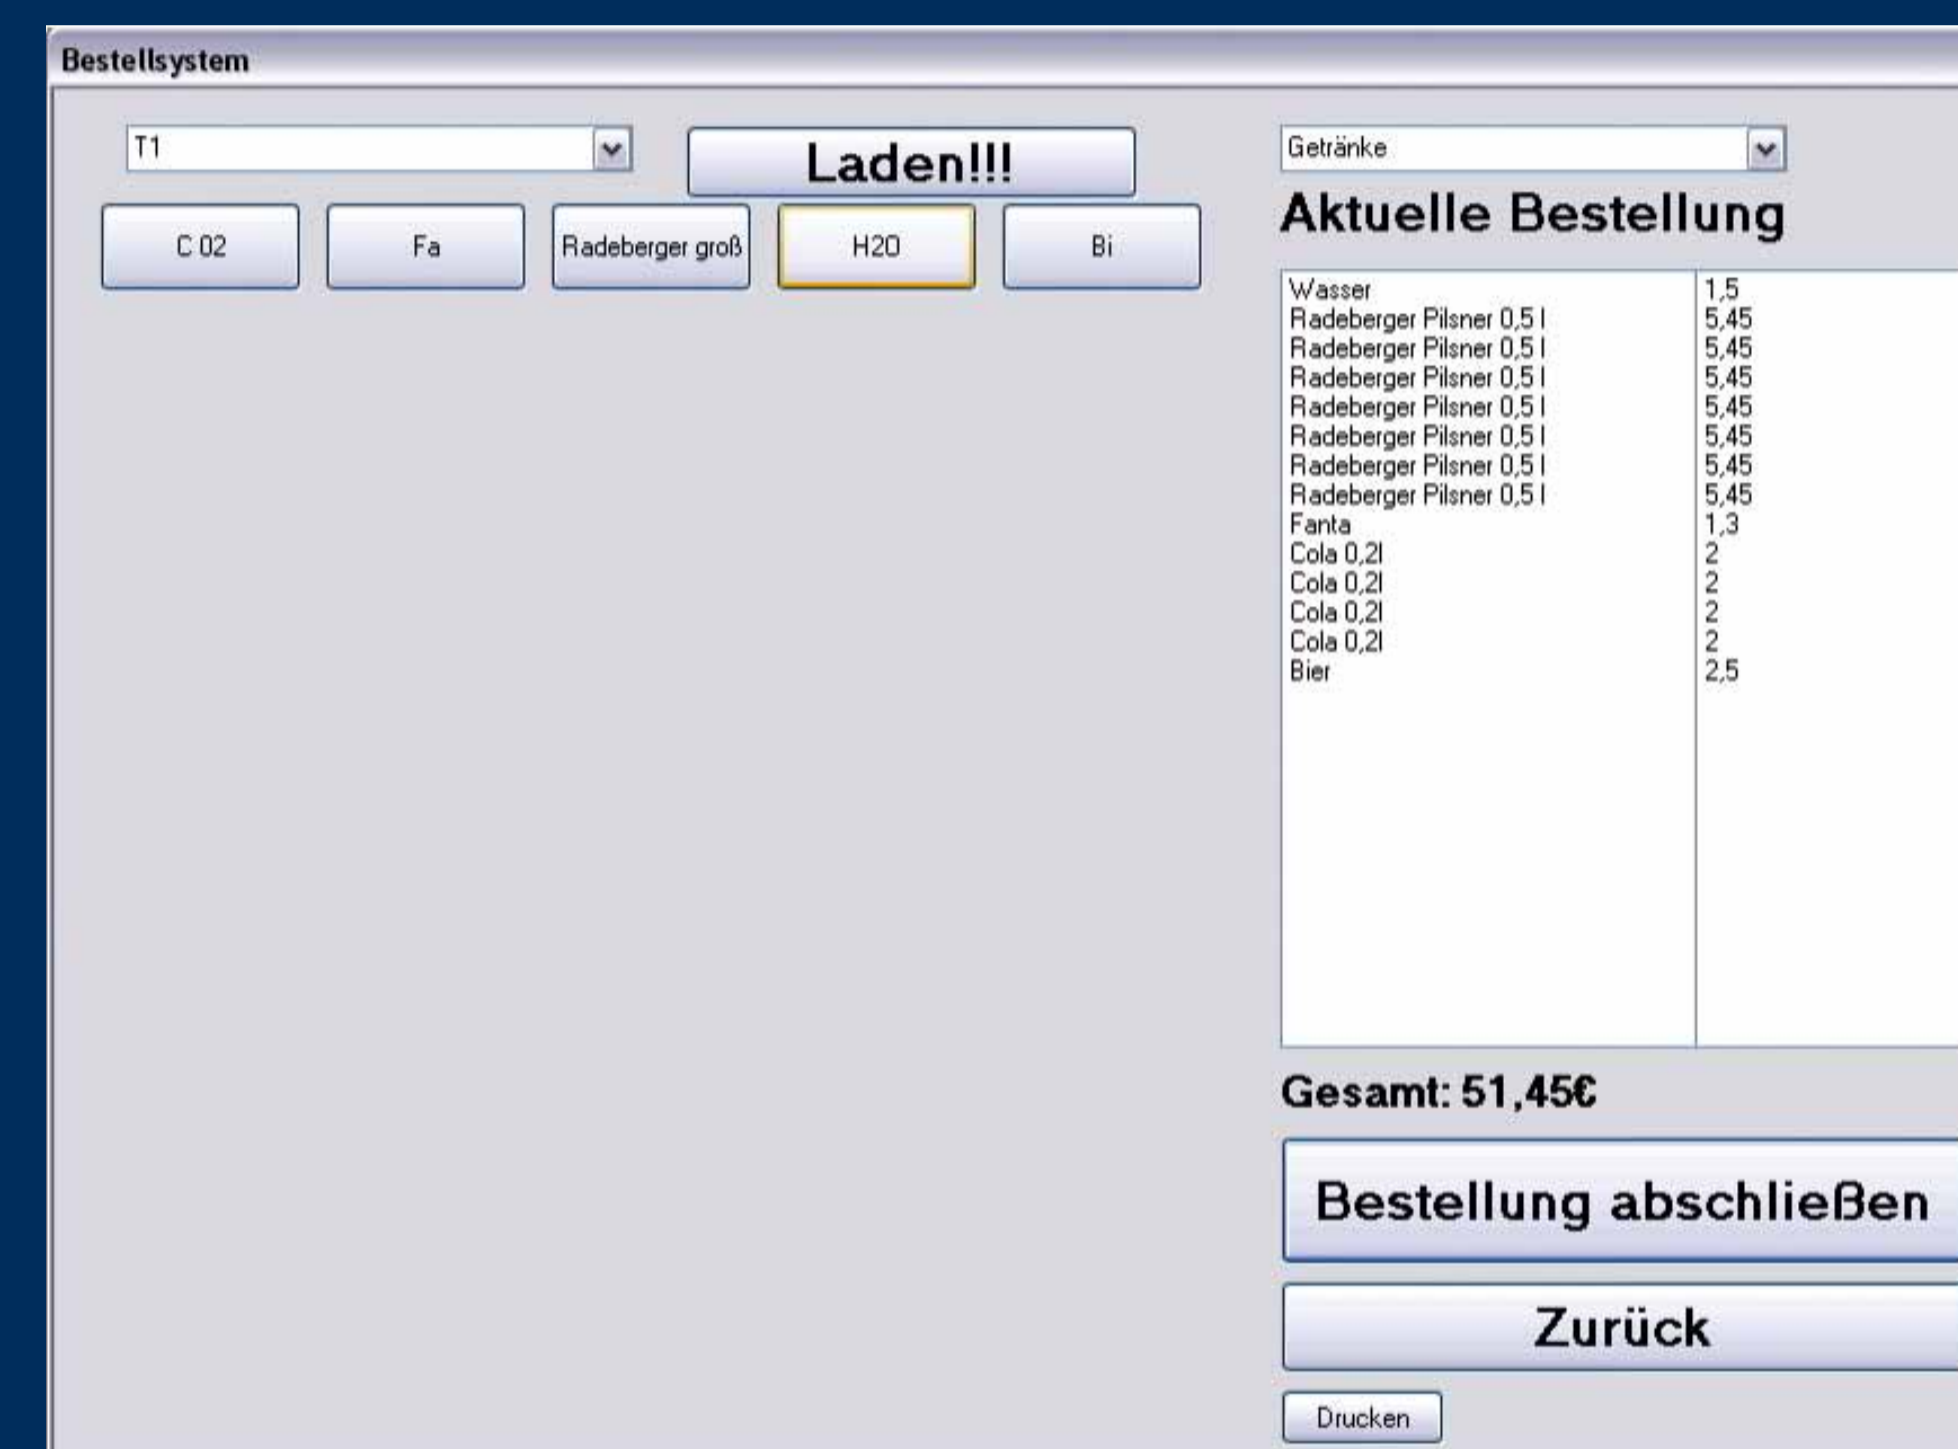 Bestellsystem
T1
Laden!!!
C 02
Fa
Radeberger groß
H2O
Bi
Getränke
Aktuelle Bestellung
Wasser 1,5
Radeberger Pilsner 0,5 l 5,45
Radeberger Pilsner 0,5 l 5,45
Radeberger Pilsner 0,5 l 5,45
Radeberger Pilsner 0,5 l 5,45
Radeberger Pilsner 0,5 l 5,45
Radeberger Pilsner 0,5 l 5,45
Radeberger Pilsner 0,5 l 5,45
Fanta 1,3
Cola 0,2l 2
Cola 0,2l 2
Cola 0,2l 2
Cola 0,2l 2
Bier 2,5
Gesamt: 51,45€
Bestellung abschließen
Zurück
Drucken